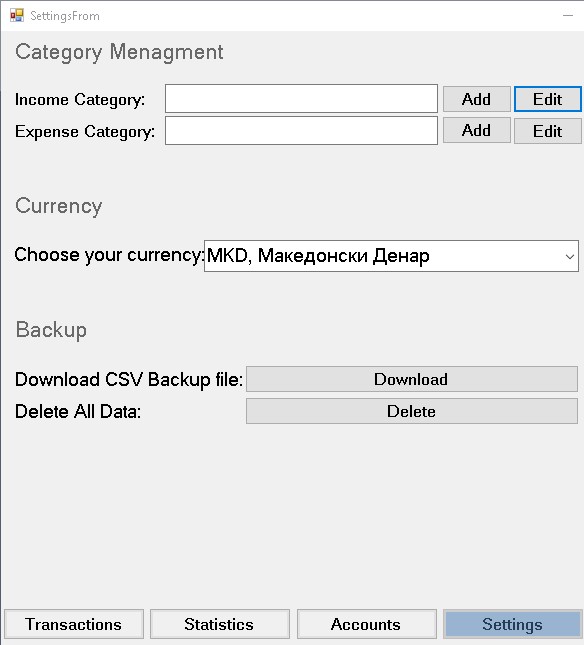 SettingsFrom
Category Menagment
Income Category: Add Edit
Expense Category: Add Edit
Currency
Choose your currency: MKD, Македонски Денар
Backup
Download CSV Backup file: Download
Delete All Data: Delete
Transactions Statistics Accounts Settings